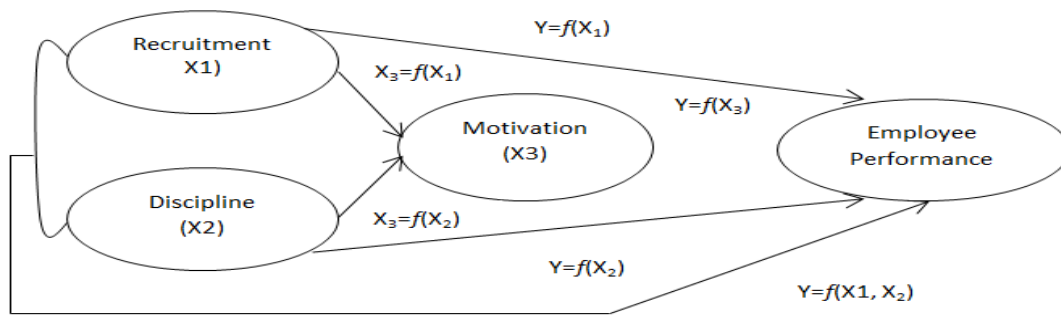 Y=f(X₁)
Recruitment
X1)
X₃=f(X₁)
Y=f(X₃)
Motivation
(X3)
Employee
Performance
Discipline
(X2)
X₃=f(X₂)
Y=f(X₂)
Y=f(X1, X₂)